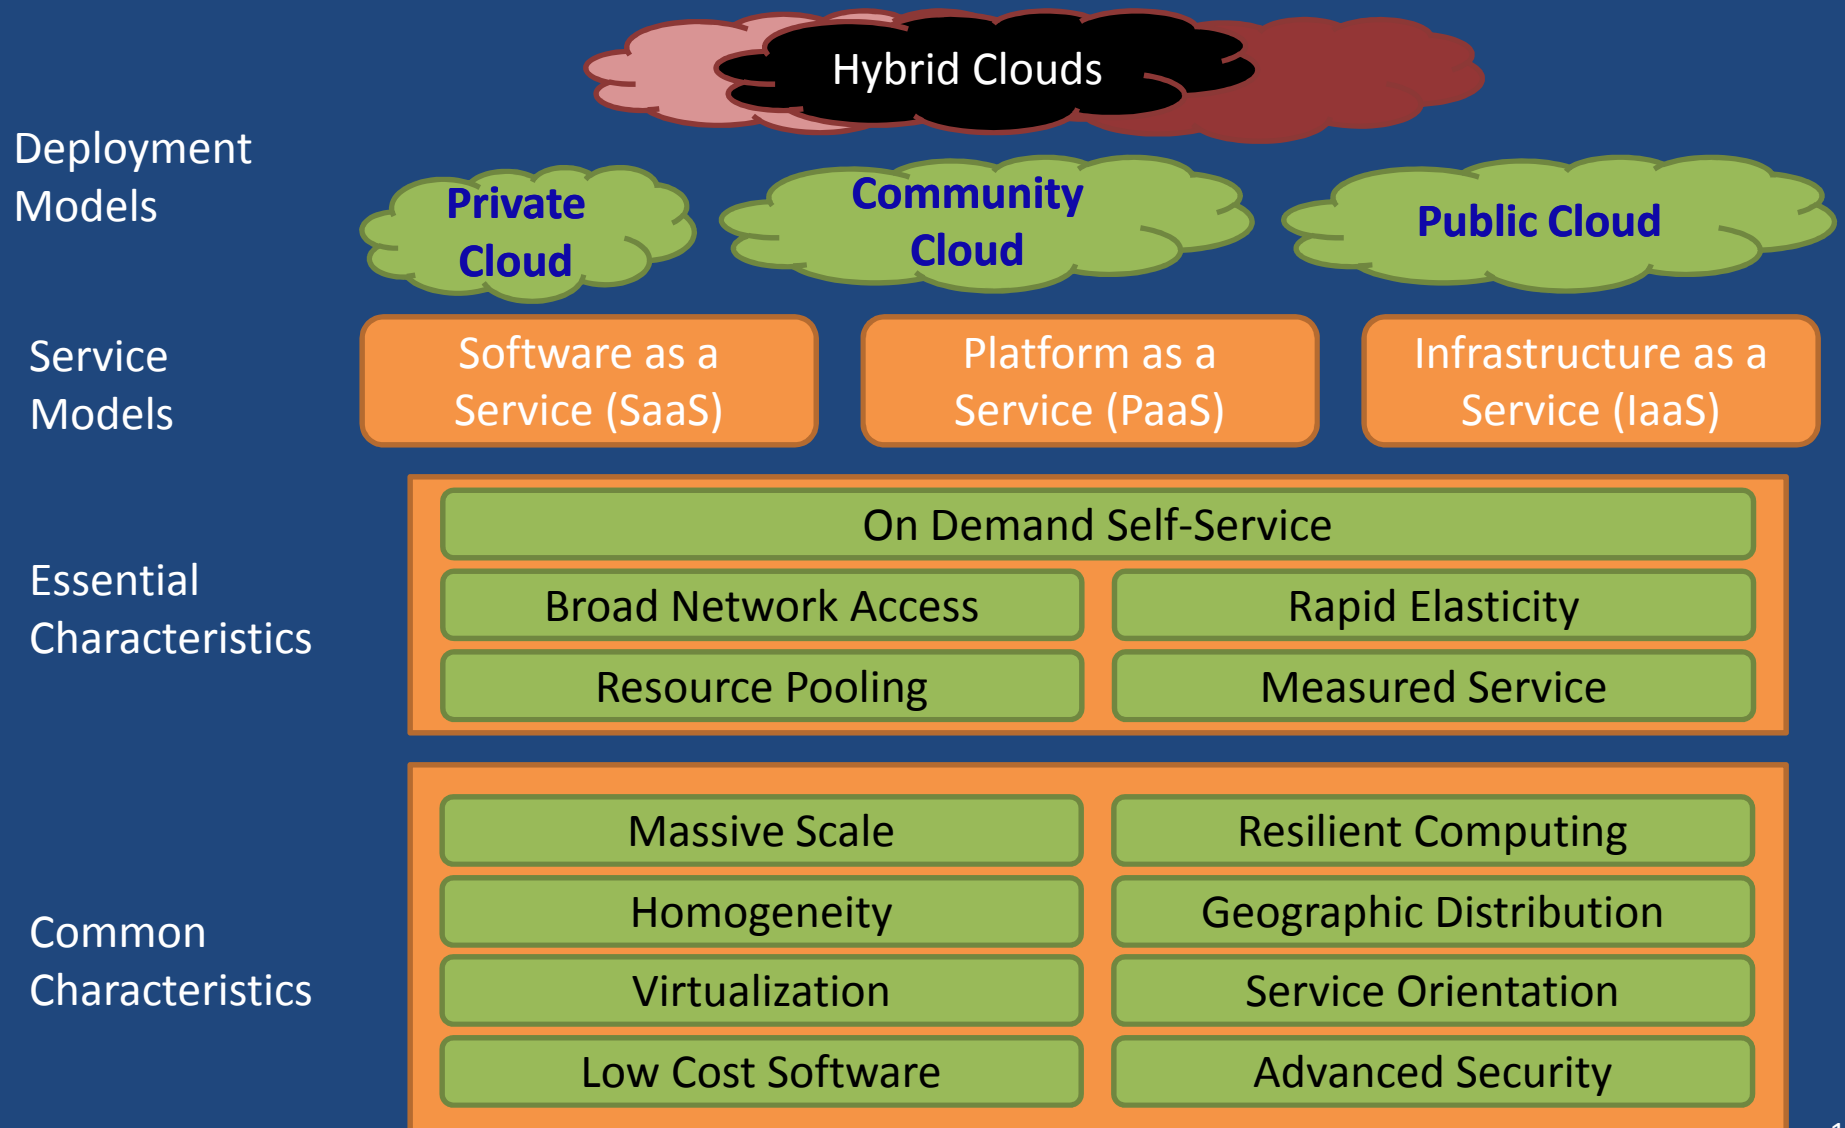 Hybrid Clouds
Deployment
Models
Private
Cloud
Community
Cloud
Public Cloud
Service
Models
Software as a
Service (SaaS)
Platform as a
Service (PaaS)
Infrastructure as a
Service (IaaS)
Essential
Characteristics
On Demand Self-Service
Broad Network Access
Rapid Elasticity
Resource Pooling
Measured Service
Common
Characteristics
Massive Scale
Resilient Computing
Homogeneity
Geographic Distribution
Virtualization
Service Orientation
Low Cost Software
Advanced Security